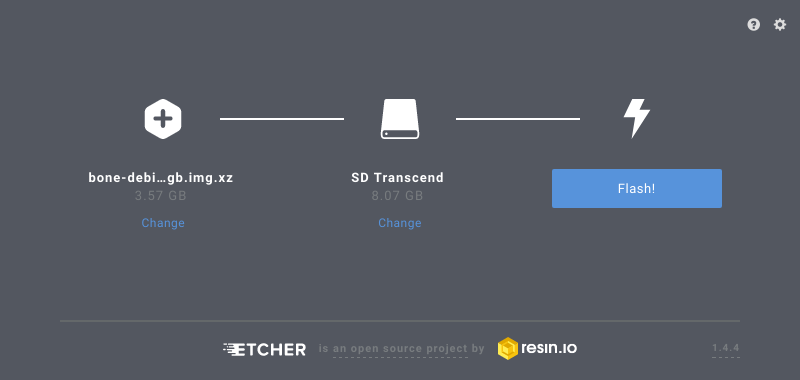 bone-debi...gb.img.xz
3.57 GB
Change
SD Transcend
8.07 GB
Change
Flash!
ETCHER is an open source project by resin.io
1.4.4